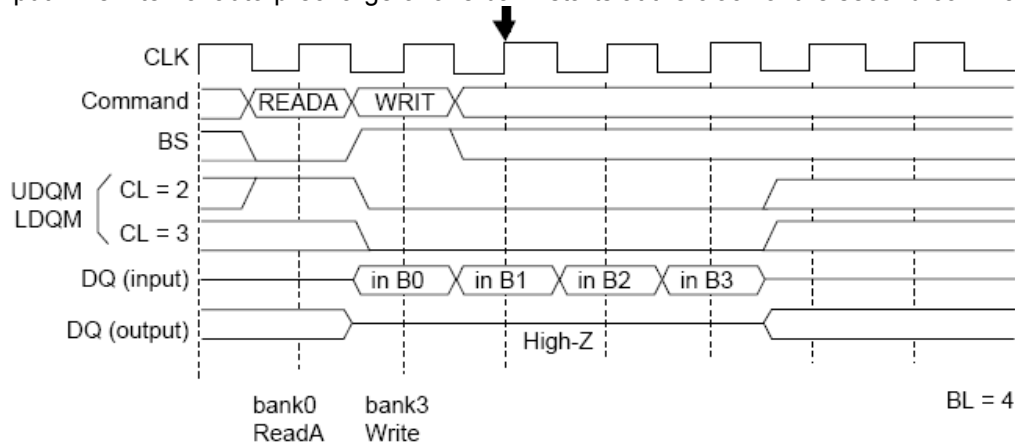 CLK
Command READA WRIT
BS
UDQM
LDQM
CL = 2
CL = 3
DQ (input) in B0 in B1 in B2 in B3
DQ (output) High-Z
bank0 bank3 BL = 4
ReadA Write